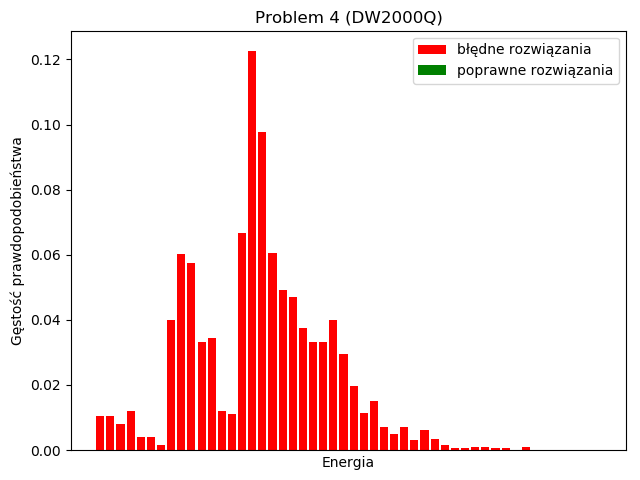 Problem 4 (DW2000Q)
błędne rozwiązania
poprawne rozwiązania
Gęstość prawdopodobieństwa
0.12
0.10
0.08
0.06
0.04
0.02
0.00
Energia